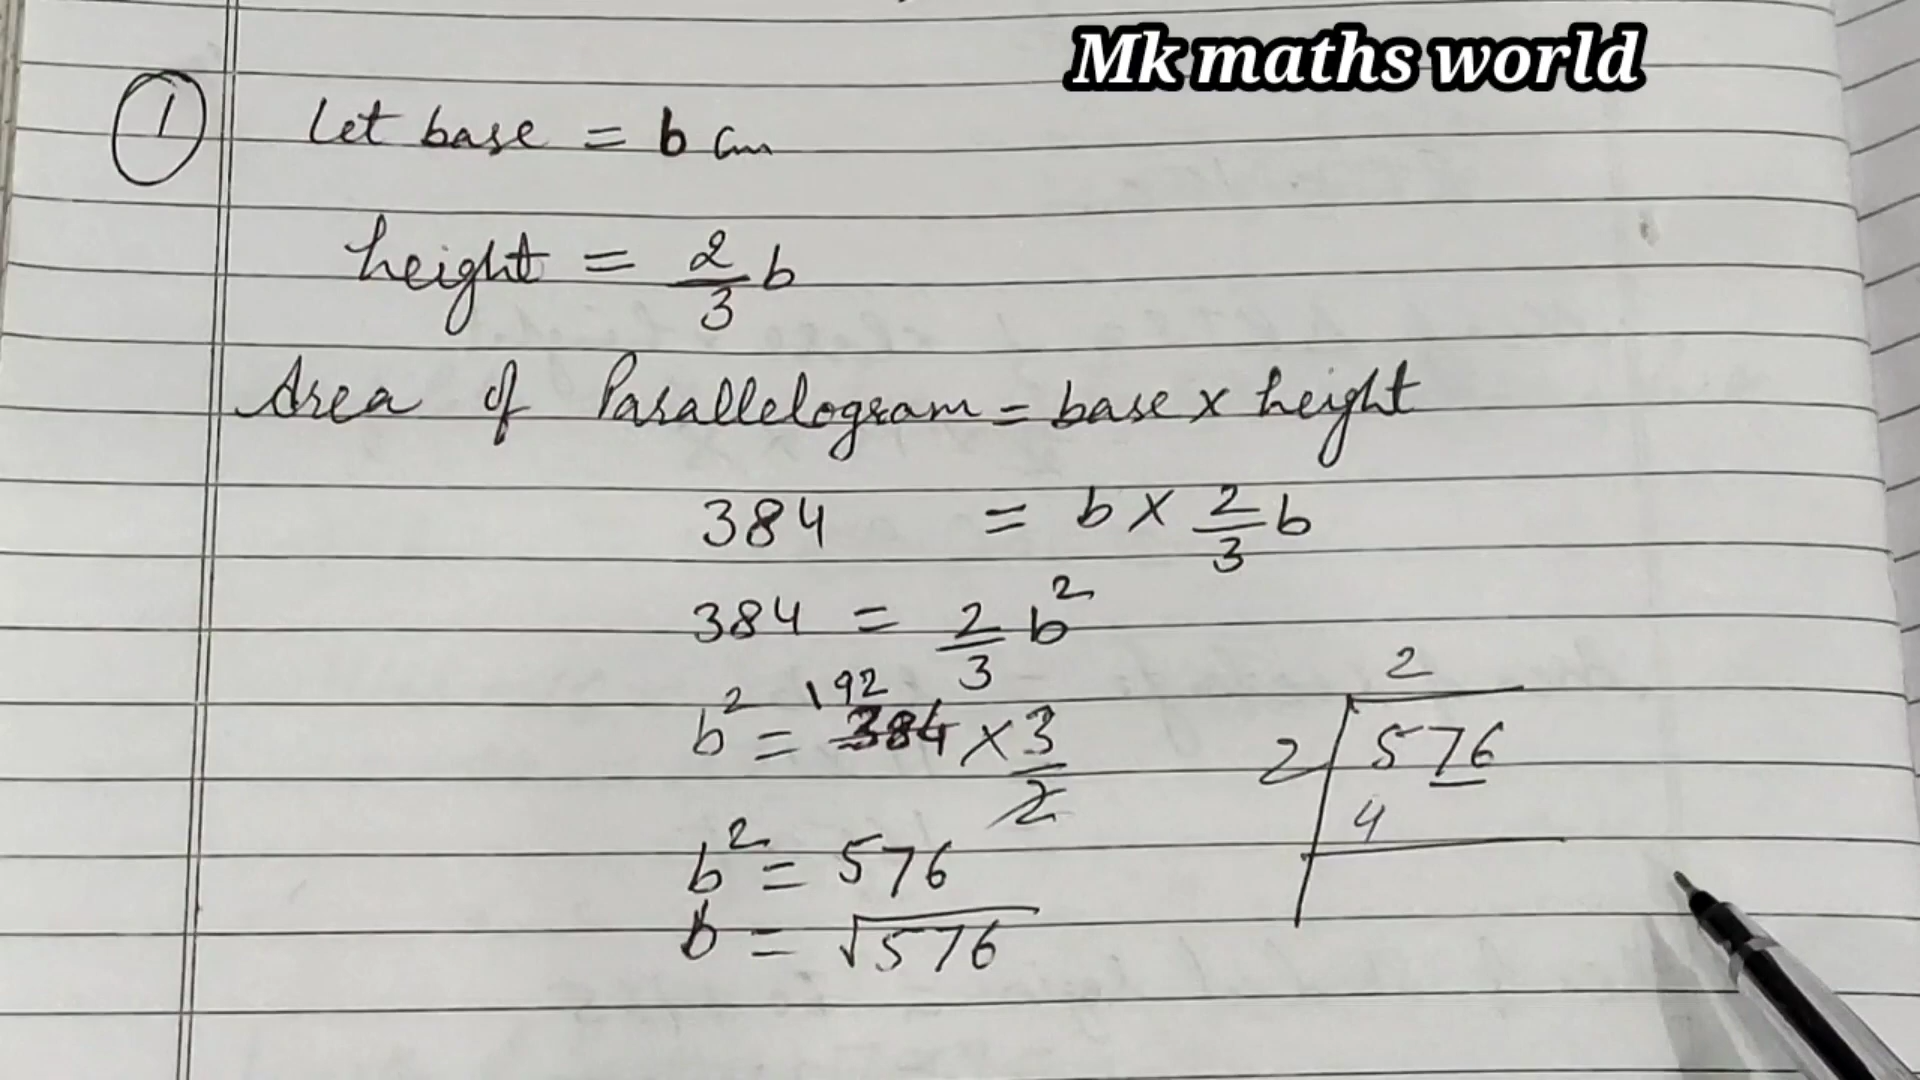 Mk maths world
1 Let base = b cm
height = 2/3 b
Area of Parallelogram = base x height
384 = b x 2/3 b
384 = 2/3 b²
b² = 192 384 x 3/2
b² = 576
b = √576
2
2 576
4